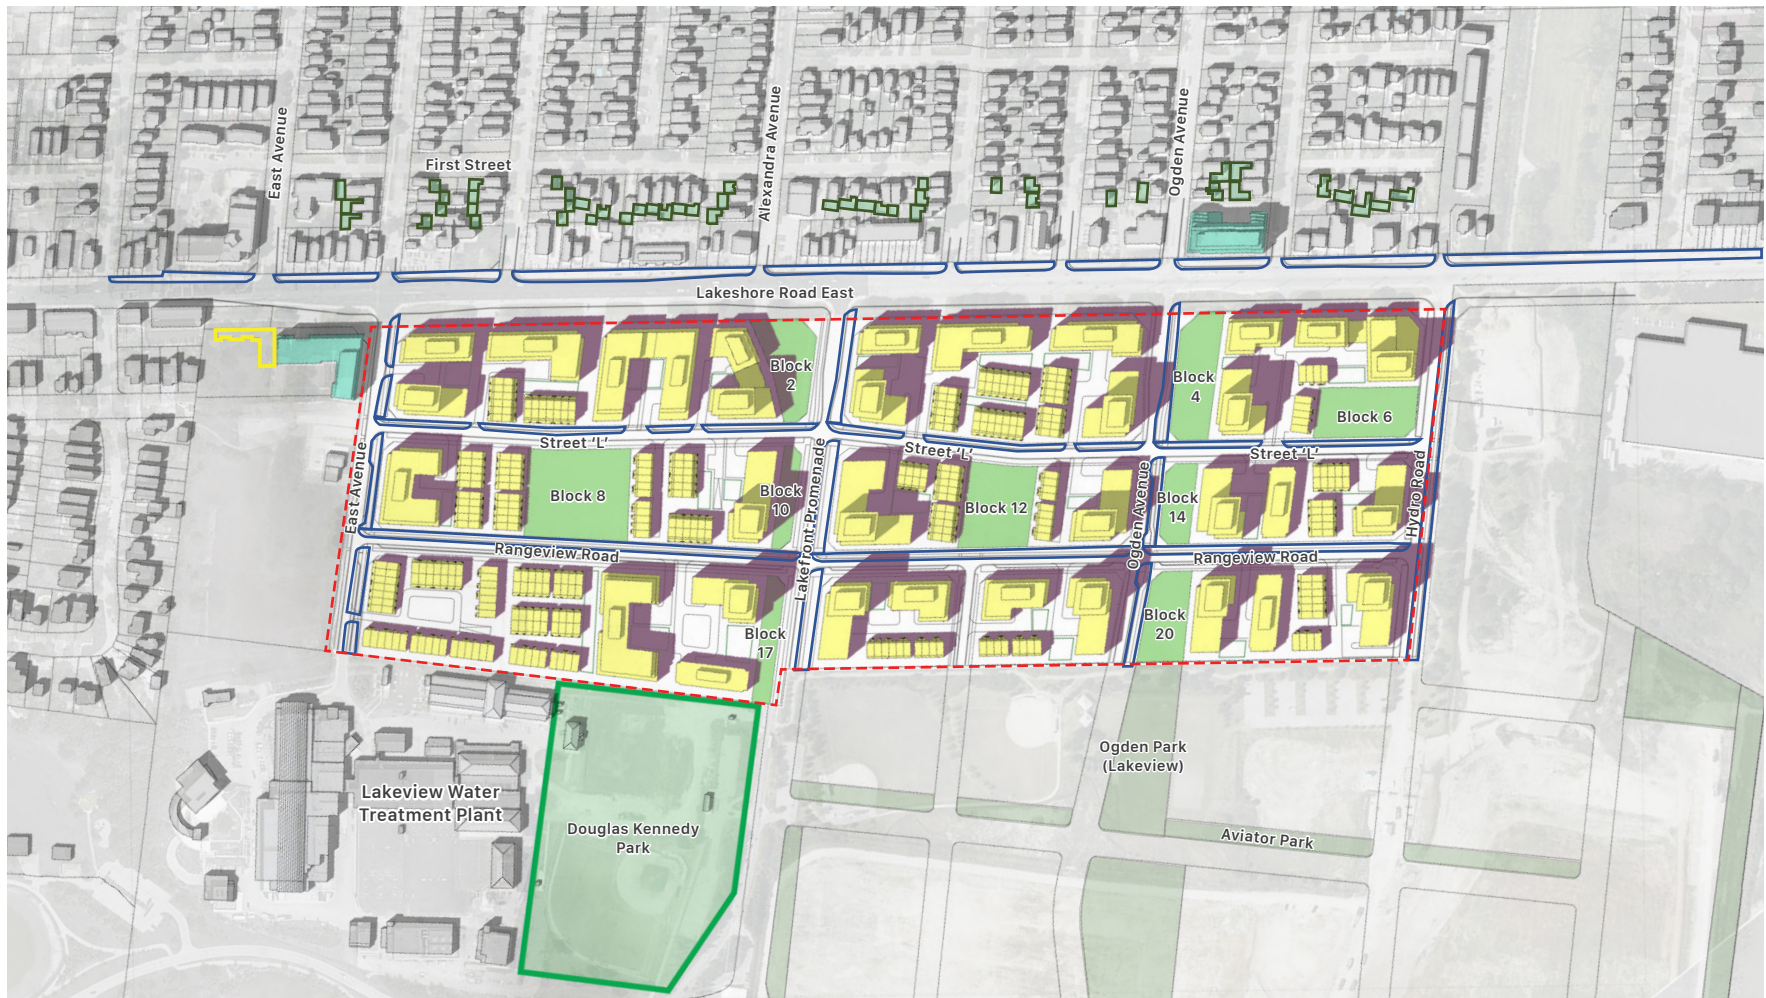 First Street
East Avenue
Alexandra Avenue
Ogden Avenue
Lakeshore Road East
Block
2
Block
4
Block 6
Street ‘L’
Street ‘L’
Street ‘L’
East Avenue
Block 8
Block
10
Lakefront Promenade
Block 12
Ogden Avenue
Block
14
Hydro Road
Rangeview Road
Rangeview Road
Block
17
Block
20
Ogden Park
(Lakeview)
Lakeview Water
Treatment Plant
Douglas Kennedy
Park
Aviator Park